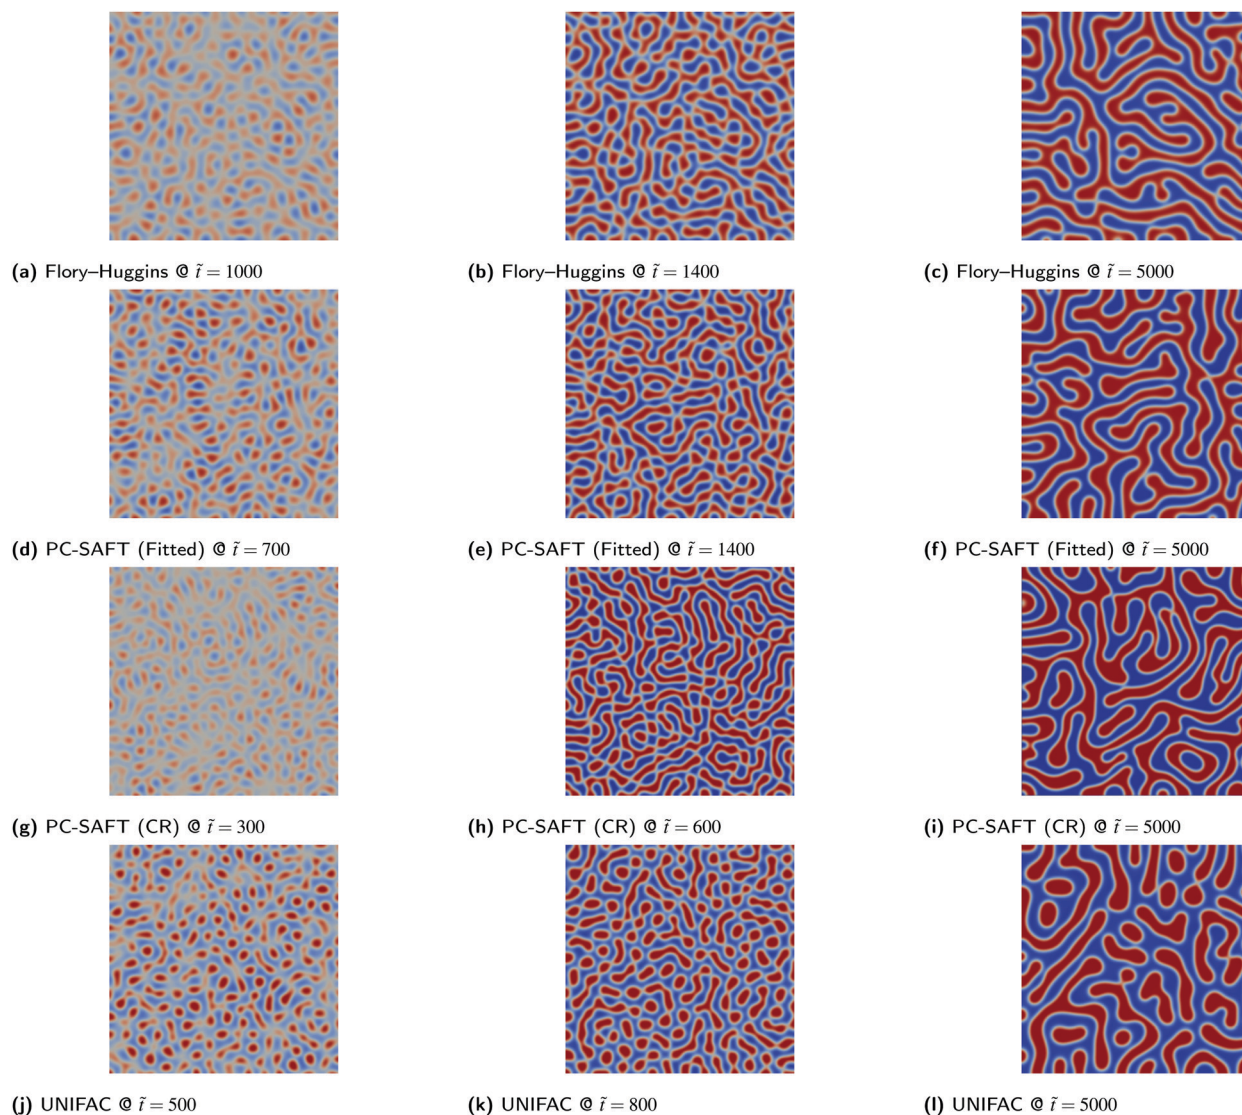 (a) Flory–Huggins @ t̃ = 1000
(b) Flory–Huggins @ t̃ = 1400
(c) Flory–Huggins @ t̃ = 5000
(d) PC-SAFT (Fitted) @ t̃ = 700
(e) PC-SAFT (Fitted) @ t̃ = 1400
(f) PC-SAFT (Fitted) @ t̃ = 5000
(g) PC-SAFT (CR) @ t̃ = 300
(h) PC-SAFT (CR) @ t̃ = 600
(i) PC-SAFT (CR) @ t̃ = 5000
(j) UNIFAC @ t̃ = 500
(k) UNIFAC @ t̃ = 800
(l) UNIFAC @ t̃ = 5000